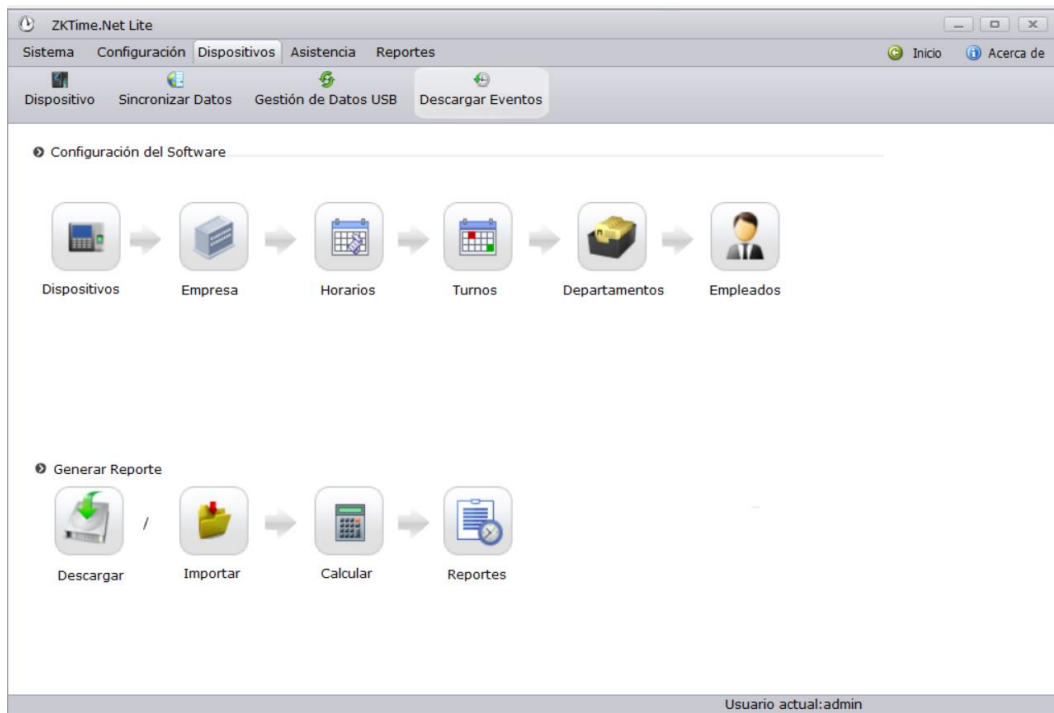 ZKTime.Net Lite
Sistema Configuración Dispositivos Asistencia Reportes Inicio Acerca de
Dispositivo Sincronizar Datos Gestión de Datos USB Descargar Eventos
Configuración del Software
Dispositivos Empresa Horarios Turnos Departamentos Empleados
Generar Reporte
/
Descargar Importar Calcular Reportes
Usuario actual:admin